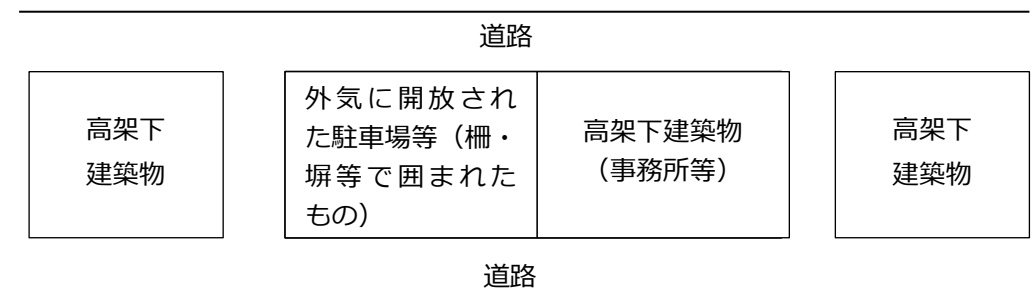 道路
高架下
建築物
外気に開放され
た駐車場等（柵・
塀等で囲まれた
もの）
高架下建築物
（事務所等）
高架下
建築物
道路